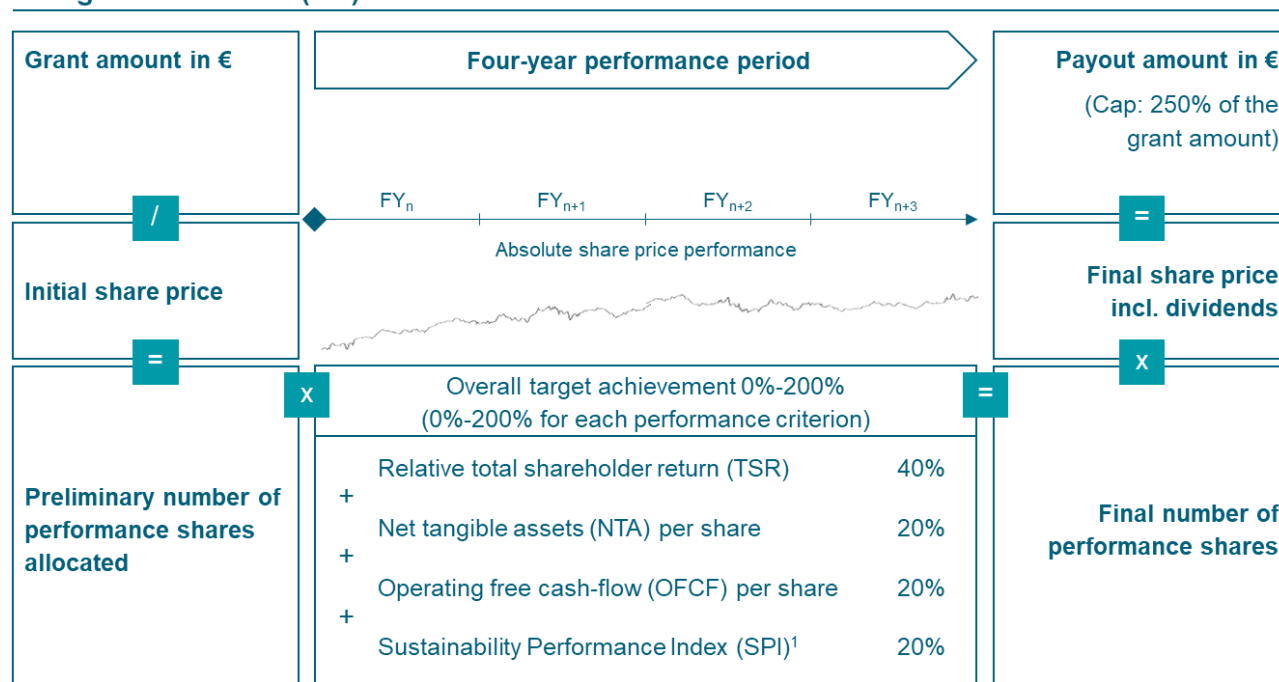 Grant amount in €
/
Initial share price
=
Preliminary number of
performance shares
allocated
x
Four-year performance period
FYn
FYn+1
FYn+2
FYn+3
Absolute share price performance
Overall target achievement 0%-200%
(0%-200% for each performance criterion)
Relative total shareholder return (TSR) 40%
+
Net tangible assets (NTA) per share 20%
+
Operating free cash-flow (OFCF) per share 20%
+
Sustainability Performance Index (SPI)¹ 20%
=
Payout amount in €
(Cap: 250% of the
grant amount)
=
Final share price
incl. dividends
x
Final number of
performance shares